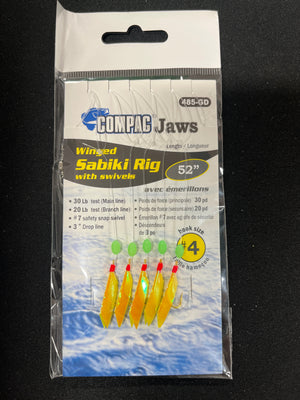 485-GD
COMPAC Jaws
Length - Longueur
Winged
Sabiki Rig 52"
with swivels
avec émerillons
• 30 Lb test (Main line)
• 20 Lb test (Branch line)
• #7 safety snap swivel
• 3" Drop line
• Poids de force (principale) 30 pd
• Poids de force (secondaire) 20 pd
• Émerillon #7 avec agrafe de sécurité
• Descendeurs
de 3 po
hook size
#4
hameçon